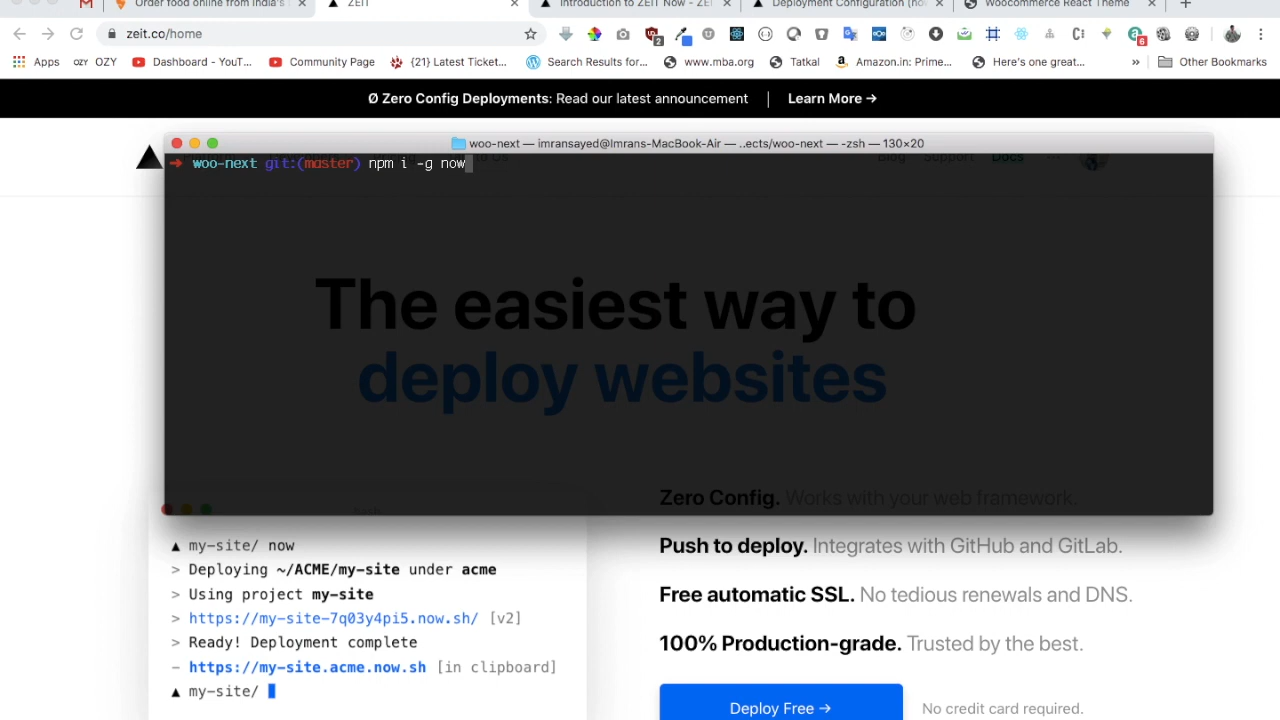 Order food online from India's
ZEIT
Introduction to ZEIT Now - ZEI
Deployment Configuration (now
Woocommerce React Theme
zeit.co/home
Apps
OZY
Dashboard - YouT...
Community Page
{21} Latest Ticket...
Search Results for...
www.mba.org
Tatkal
Amazon.in: Prime...
Here's one great...
»
Other Bookmarks
Ø Zero Config Deployments: Read our latest announcement | Learn More →
woo-next — imransayed@Imrans-MacBook-Air — ..ects/woo-next — -zsh — 130×20
Blog Support Docs
➜ woo-next git:(master) npm i -g now
The easiest way to
deploy websites
Zero Config. Works with your web framework.
Push to deploy. Integrates with GitHub and GitLab.
Free automatic SSL. No tedious renewals and DNS.
100% Production-grade. Trusted by the best.
Deploy Free →
No credit card required.
▲ my-site/ now
> Deploying ~/ACME/my-site under acme
> Using project my-site
> https://my-site-7q03y4pi5.now.sh/ [v2]
> Ready! Deployment complete
– https://my-site.acme.now.sh [in clipboard]
▲ my-site/